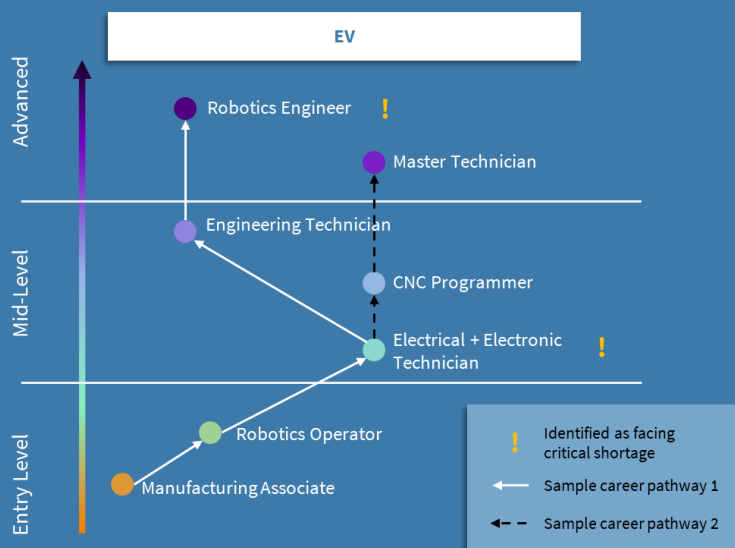 EV
Advanced
Robotics Engineer !
Master Technician
Mid-Level
Engineering Technician
CNC Programmer
Electrical + Electronic
Technician !
Entry Level
Robotics Operator
Manufacturing Associate
! Identified as facing
critical shortage
Sample career pathway 1
Sample career pathway 2